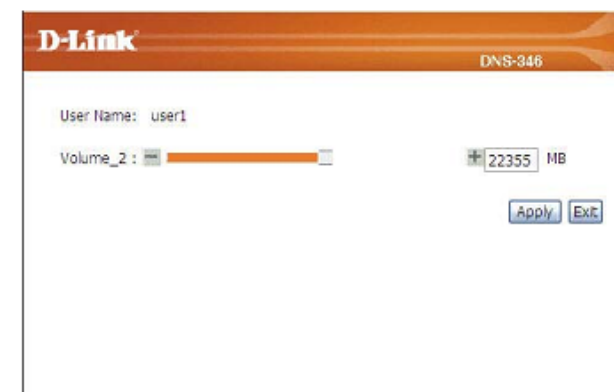 D-Link
DNS-346
User Name: user1
Volume_2 : − + 22355 MB
Apply Exit